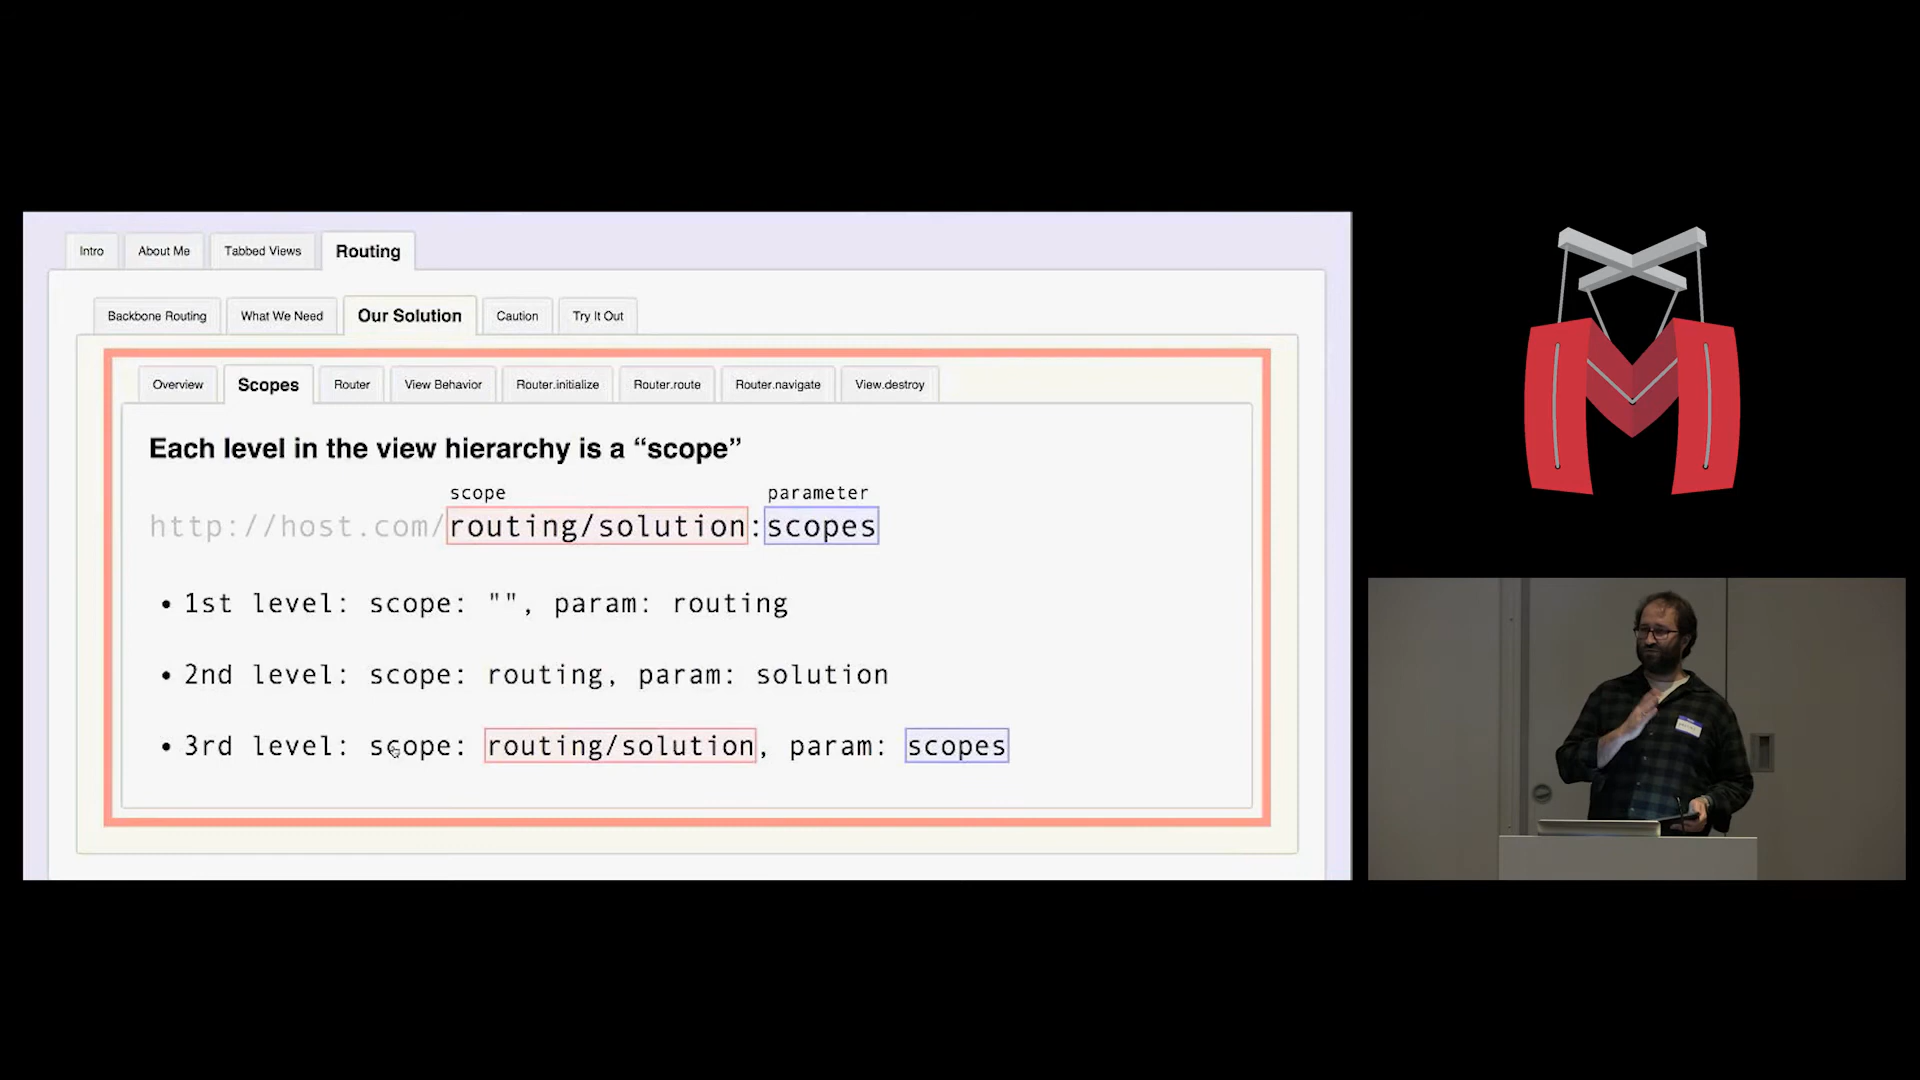 Intro About Me Tabbed Views Routing
Backbone Routing What We Need Our Solution Caution Try It Out
Overview Scopes Router View Behavior Router.initialize Router.route Router.navigate View.destroy
Each level in the view hierarchy is a “scope”
scope parameter
http://host.com/routing/solution:scopes
• 1st level: scope: "", param: routing
• 2nd level: scope: routing, param: solution
• 3rd level: scope: routing/solution, param: scopes